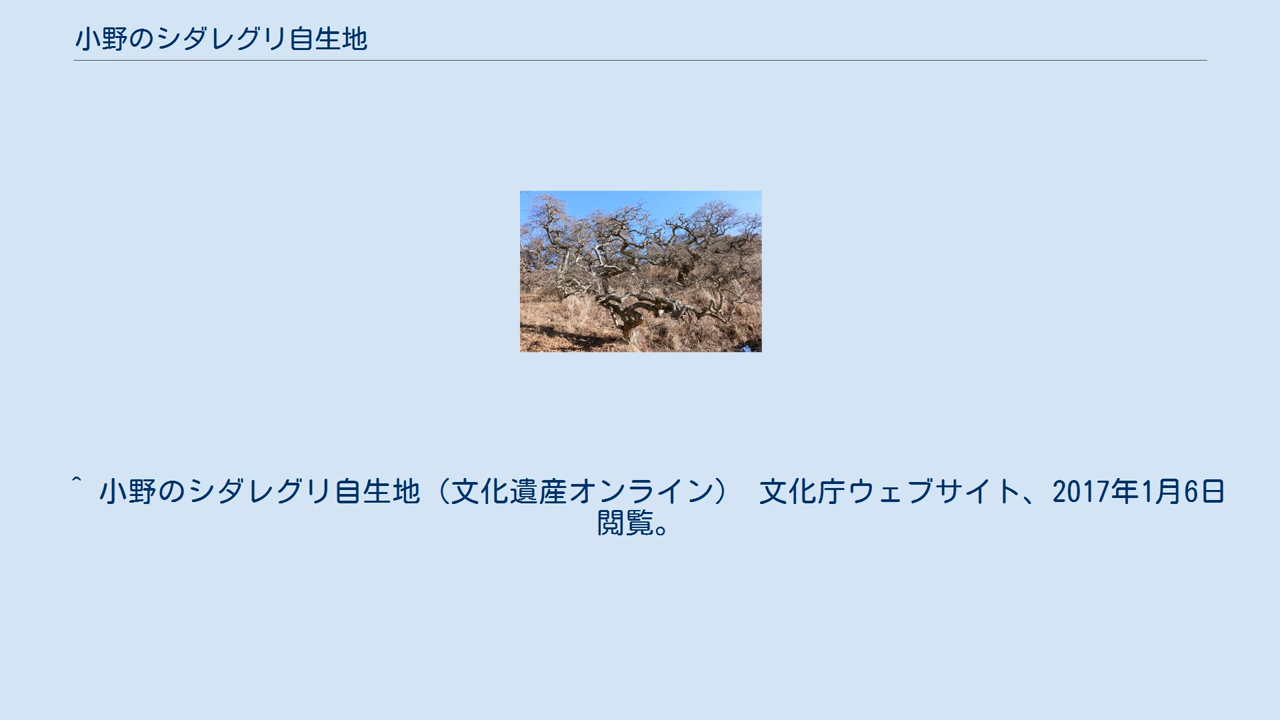 小野のシダレグリ自生地
^ 小野のシダレグリ自生地（文化遺産オンライン） 文化庁ウェブサイト、2017年1月6日
閲覧。